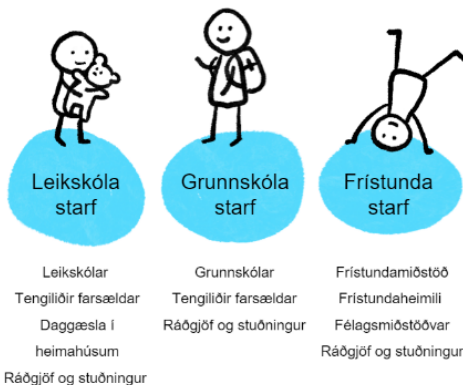 Leikskóla
starf
Leikskólar
Tengiliðir farsældar
Daggæsla í
heimahúsum
Ráðgjöf og stuðningur
Grunnskóla
starf
Grunnskólar
Tengiliðir farsældar
Ráðgjöf og stuðningur
Frístunda
starf
Frístundamiðstöð
Frístundaheimili
Félagsmiðstöðvar
Ráðgjöf og stuðningur